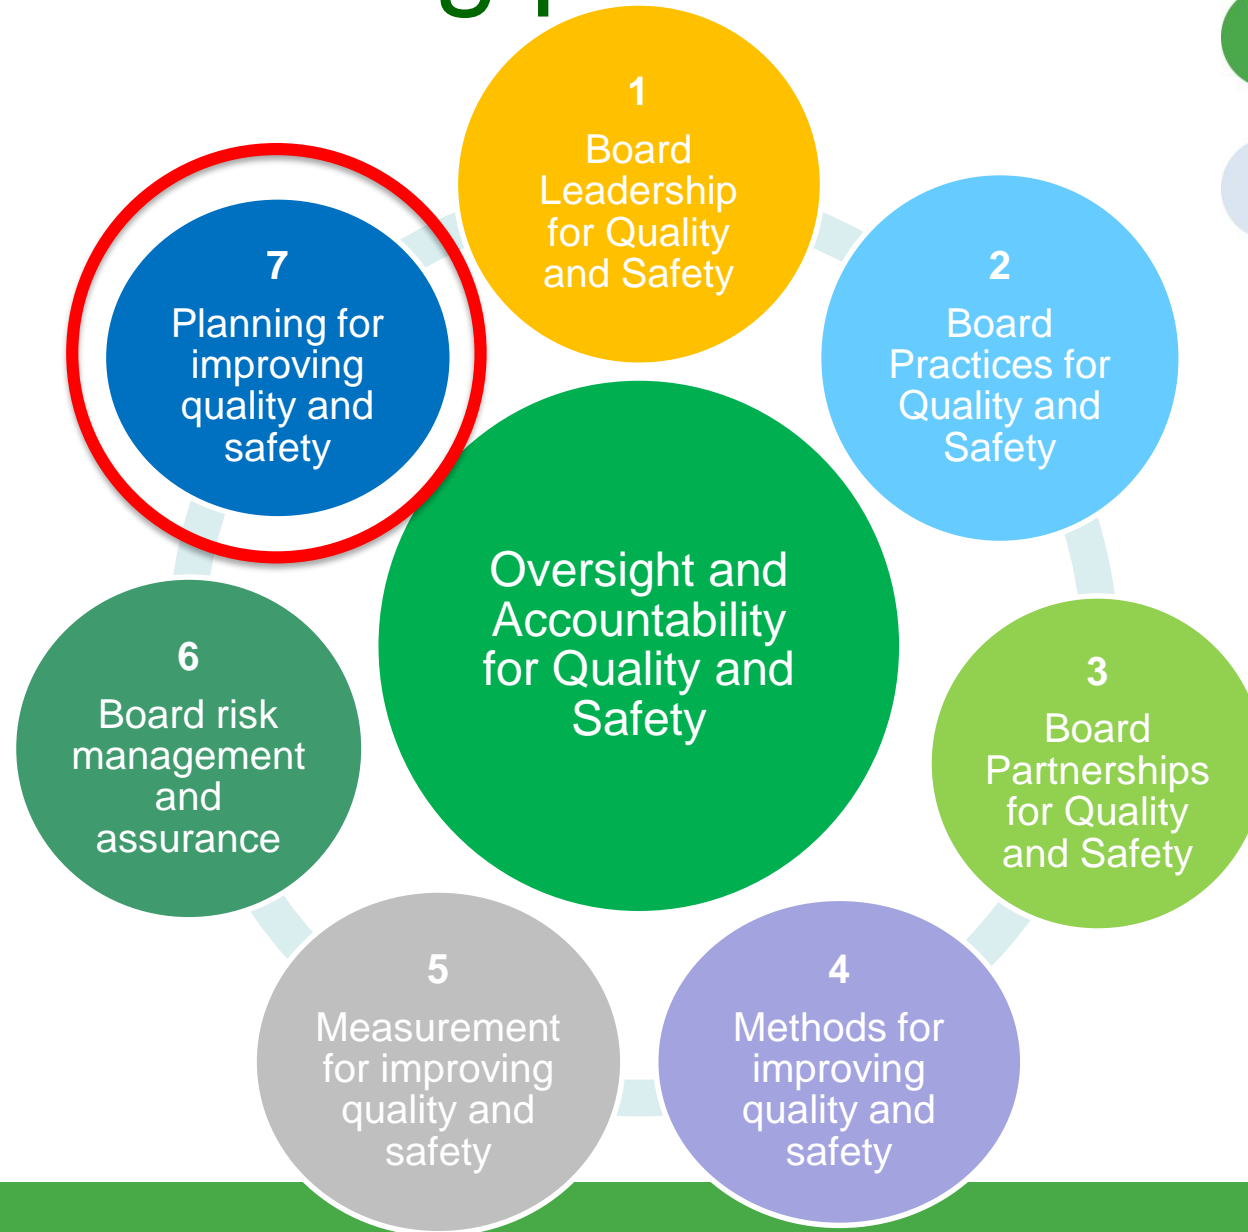 1
Board
Leadership
for Quality
and Safety
2
Board
Practices for
Quality and
Safety
3
Board
Partnerships
for Quality
and Safety
4
Methods for
improving
quality and
safety
5
Measurement
for improving
quality and
safety
6
Board risk
management
and
assurance
7
Planning for
improving
quality and
safety
Oversight and
Accountability
for Quality and
Safety